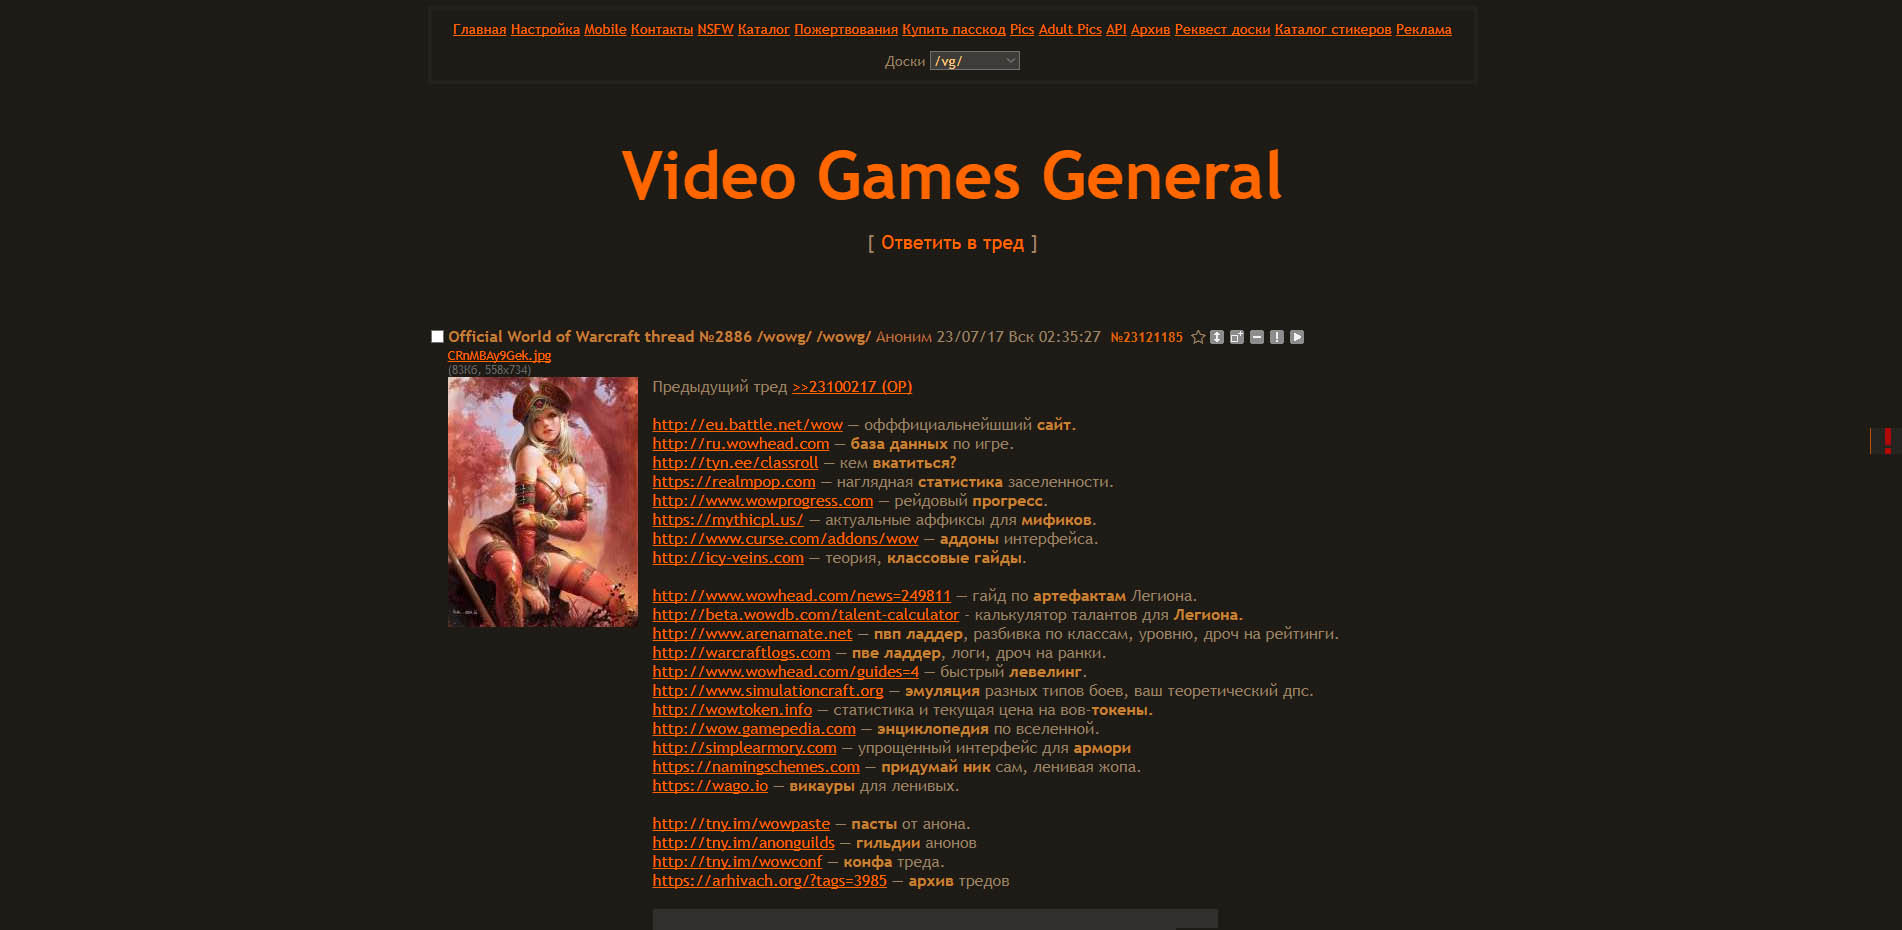 Главная Настройка Mobile Контакты NSFW Каталог Пожертвования Купить пасскод Pics Adult Pics API Архив Реквест доски Каталог стикеров Реклама
Доски /vg/
Video Games General
[ Ответить в тред ]
Official World of Warcraft thread №2886 /wowg/ /wowg/ Аноним 23/07/17 Вск 02:35:27 №23121185
CRnMBAy9Gek.jpg
(83Кб, 558x734)
Предыдущий тред >>23100217 (OP)
http://eu.battle.net/wow — офффициальнейшший сайт.
http://ru.wowhead.com — база данных по игре.
http://tyn.ee/classroll — кем вкатиться?
https://realmpop.com — наглядная статистика заселенности.
http://www.wowprogress.com — рейдовый прогресс.
https://mythicpl.us/ — актуальные аффиксы для мификов.
http://www.curse.com/addons/wow — аддоны интерфейса.
http://icy-veins.com — теория, классовые гайды.
http://www.wowhead.com/news=249811 — гайд по артефактам Легиона.
http://beta.wowdb.com/talent-calculator - калькулятор талантов для Легиона.
http://www.arenamate.net — пвп ладдер, разбивка по классам, уровню, дроч на рейтинги.
http://warcraftlogs.com — пве ладдер, логи, дроч на ранки.
http://www.wowhead.com/guides=4 — быстрый левелинг.
http://www.simulationcraft.org — эмуляция разных типов боев, ваш теоретический дпс.
http://wowtoken.info — статистика и текущая цена на вов-токены.
http://wow.gamepedia.com — энциклопедия по вселенной.
http://simplearmory.com — упрощенный интерфейс для армори
https://namingschemes.com — придумай ник сам, ленивая жопа.
https://wago.io — викауры для ленивых.
http://tny.im/wowpaste — пасты от анона.
http://tny.im/anonguilds — гильдии анонов
http://tny.im/wowconf — конфа треда.
https://arhivach.org/?tags=3985 — архив тредов